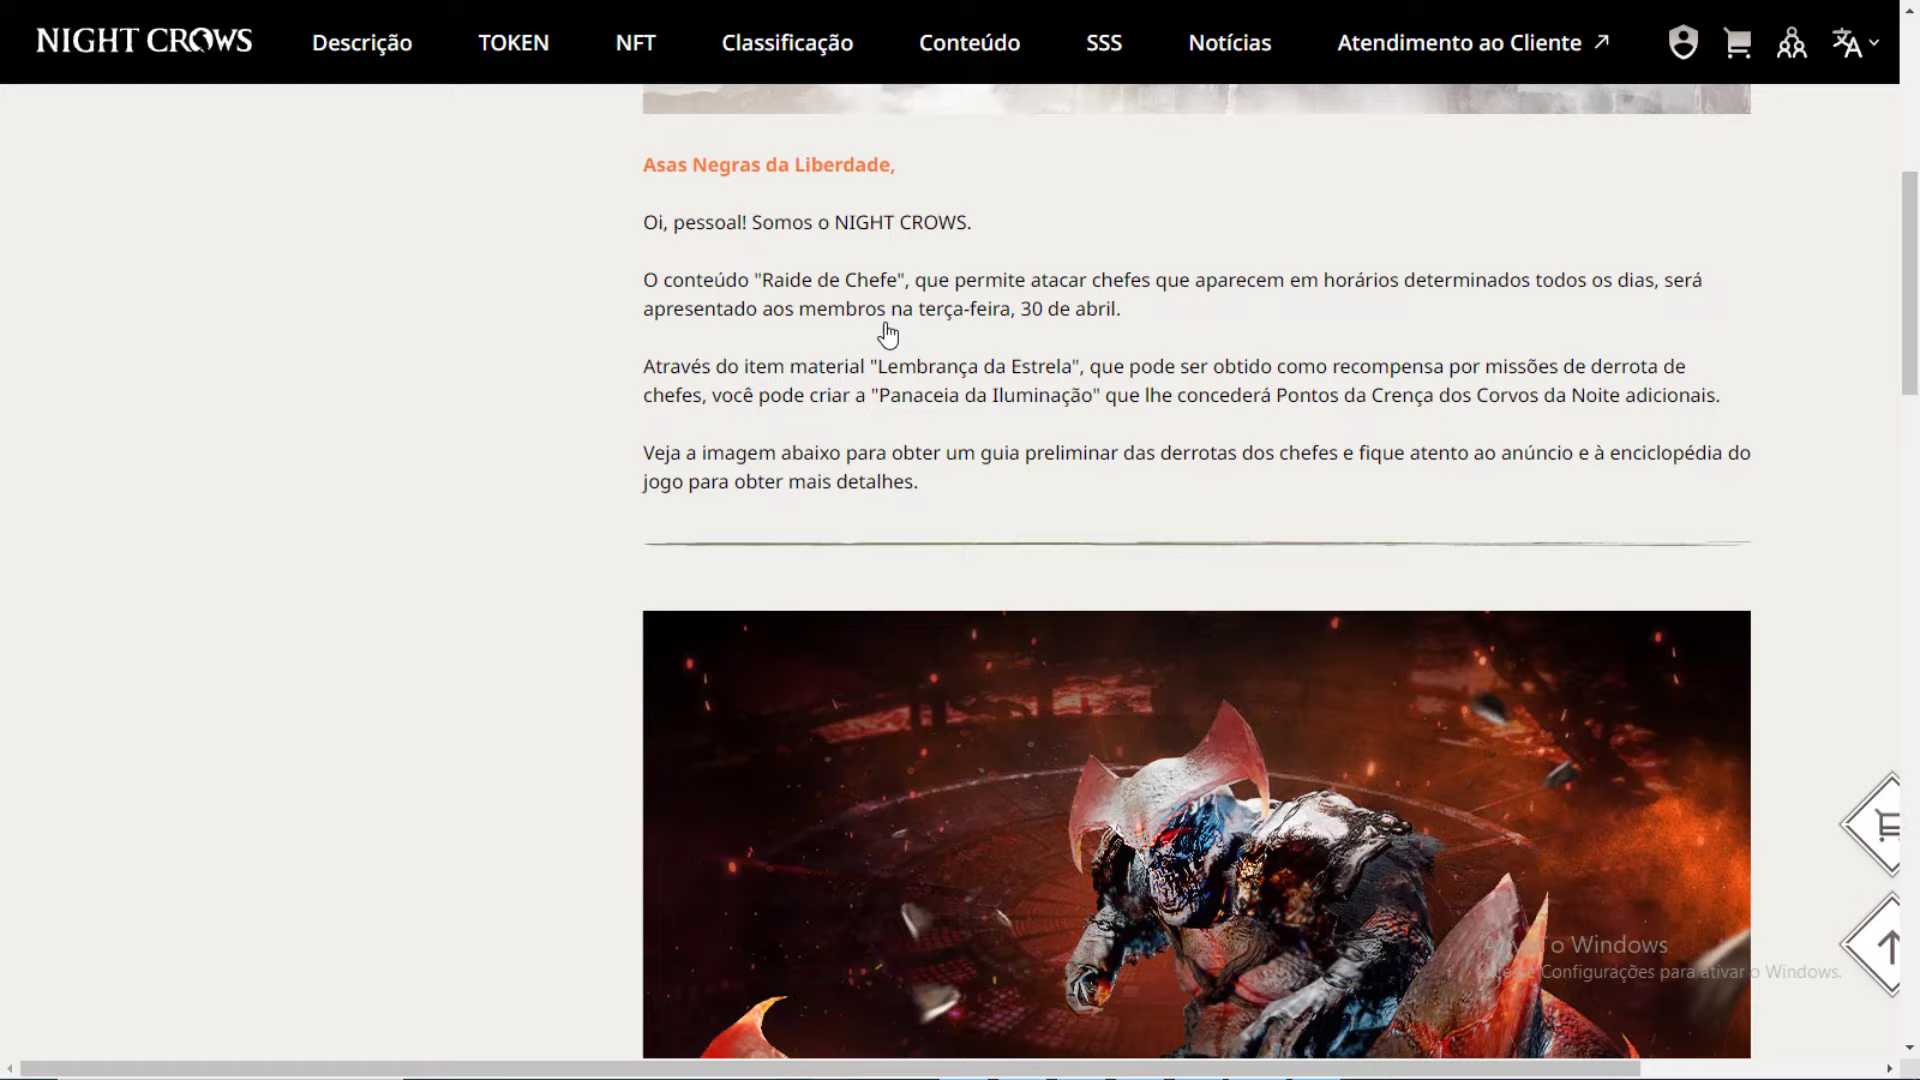 NIGHT CROWS Descrição TOKEN NFT Classificação Conteúdo SSS Notícias Atendimento ao Cliente
Asas Negras da Liberdade,
Oi, pessoal! Somos o NIGHT CROWS.
O conteúdo "Raide de Chefe", que permite atacar chefes que aparecem em horários determinados todos os dias, será
apresentado aos membros na terça-feira, 30 de abril.
Através do item material "Lembrança da Estrela", que pode ser obtido como recompensa por missões de derrota de
chefes, você pode criar a "Panaceia da Iluminação" que lhe concederá Pontos da Crença dos Corvos da Noite adicionais.
Veja a imagem abaixo para obter um guia preliminar das derrotas dos chefes e fique atento ao anúncio e à enciclopédia do
jogo para obter mais detalhes.
o Windows
Configurações para ativar o Windows.